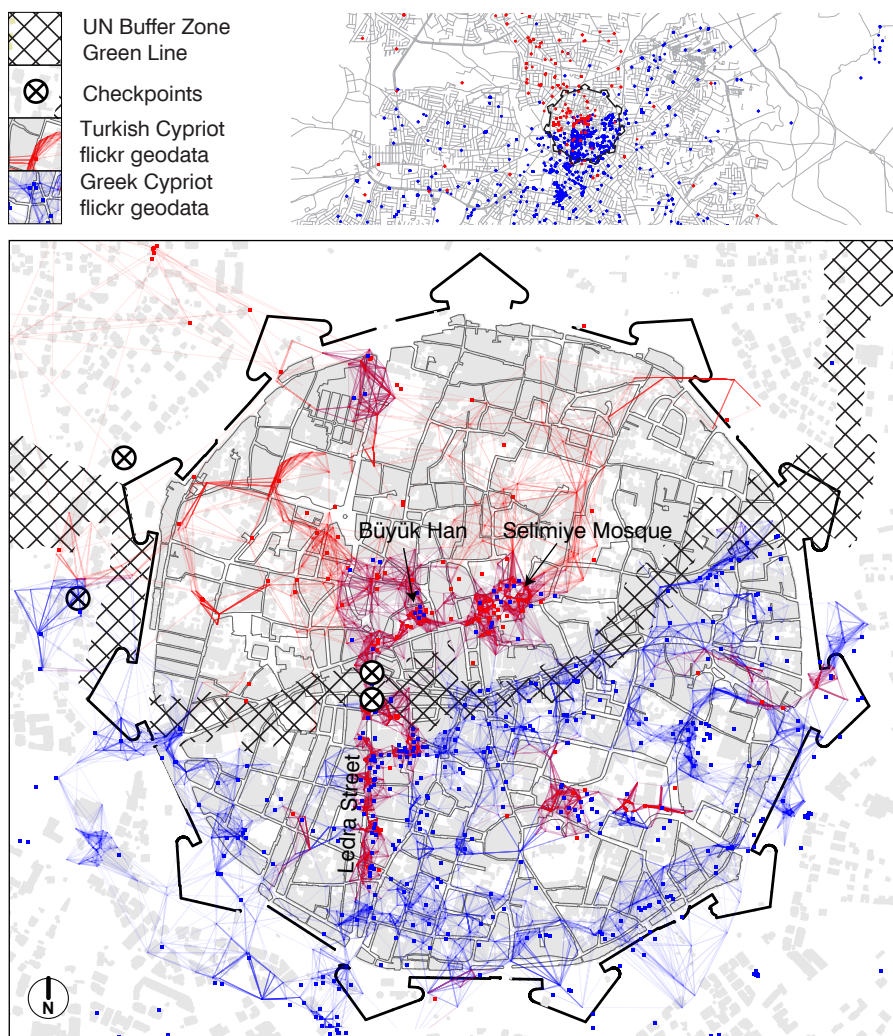 UN Buffer Zone
Green Line
Checkpoints
Turkish Cypriot
flickr geodata
Greek Cypriot
flickr geodata
Büyük Han
Selimiye Mosque
Ledra Street
N